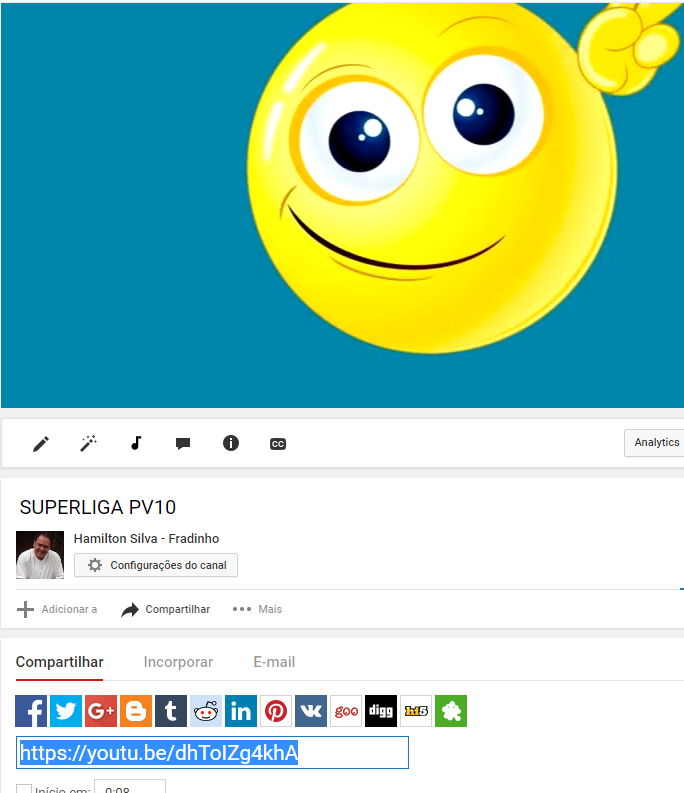 CC
Analytics
SUPERLIGA PV10
Hamilton Silva - Fradinho
Configurações do canal
Adicionar a
Compartilhar
Mais
Compartilhar
Incorporar
E-mail
G+
t
in
goo
digg
hi5
https://youtu.be/dhToIZg4khA
Início em:
0:08